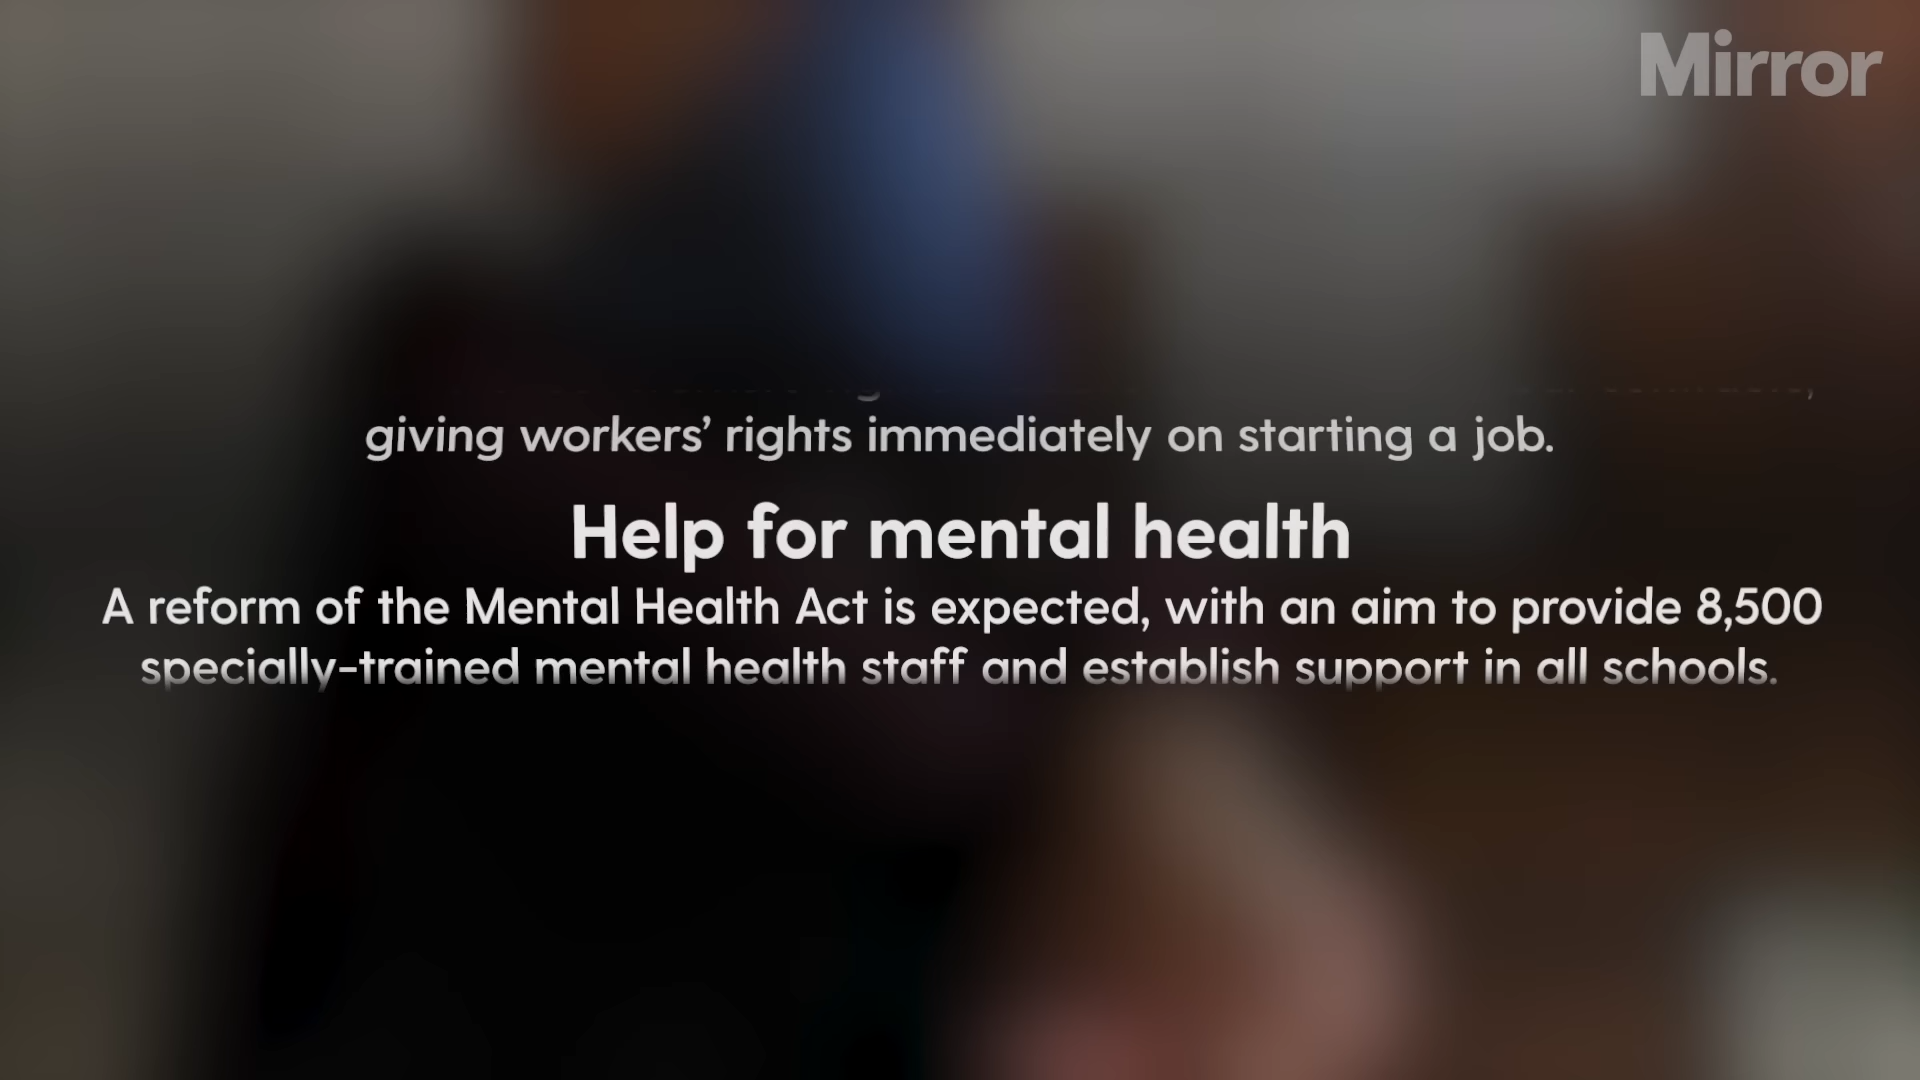 Mirror
giving workers’ rights immediately on starting a job.
Help for mental health
A reform of the Mental Health Act is expected, with an aim to provide 8,500
specially-trained mental health staff and establish support in all schools.